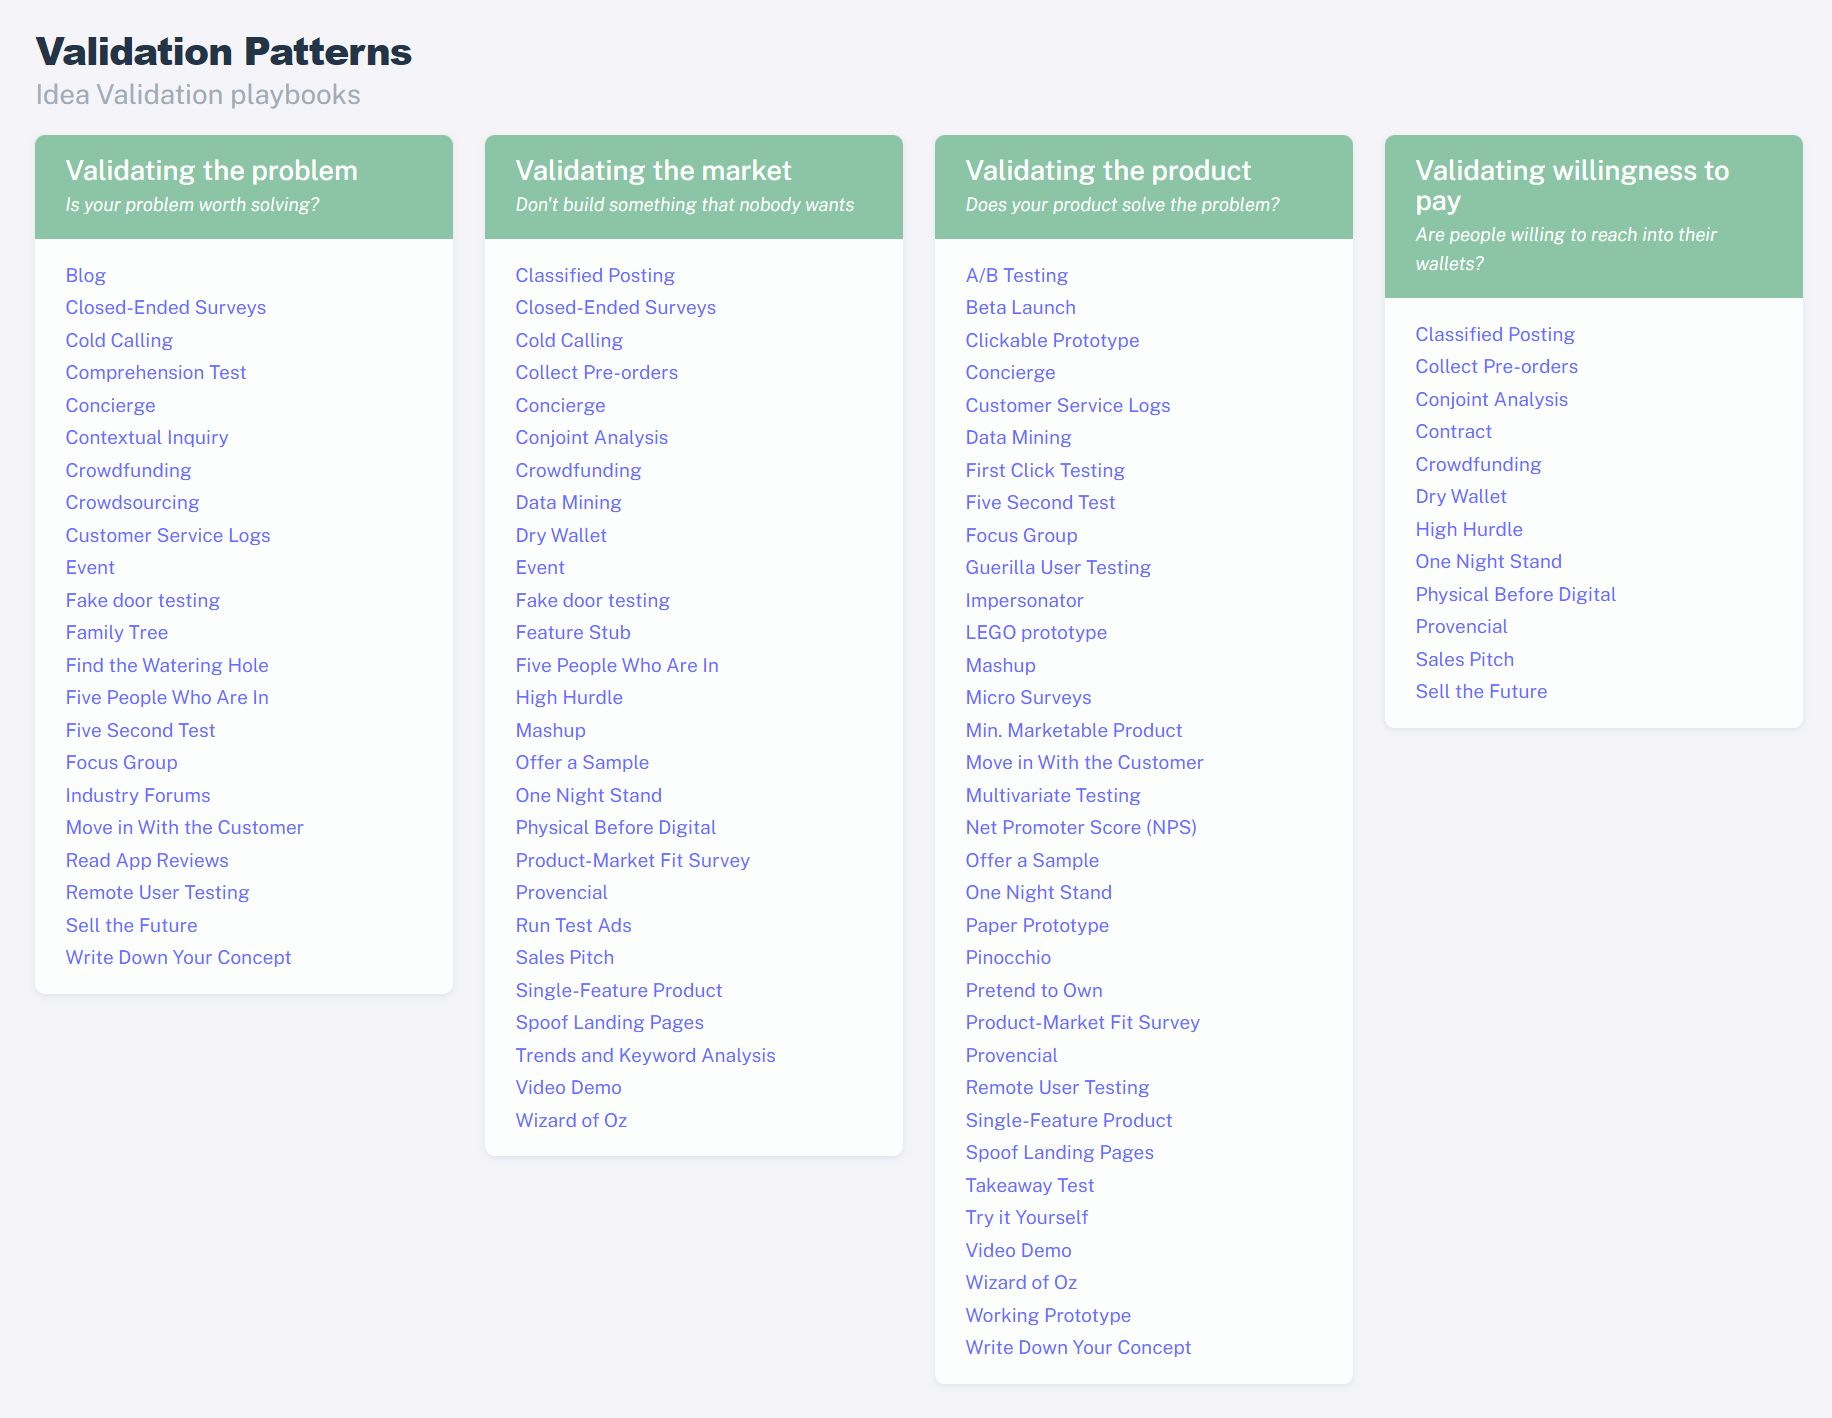 Validation Patterns
Idea Validation playbooks
Validating the problem
Is your problem worth solving?
Blog
Closed-Ended Surveys
Cold Calling
Comprehension Test
Concierge
Contextual Inquiry
Crowdfunding
Crowdsourcing
Customer Service Logs
Event
Fake door testing
Family Tree
Find the Watering Hole
Five People Who Are In
Five Second Test
Focus Group
Industry Forums
Move in With the Customer
Read App Reviews
Remote User Testing
Sell the Future
Write Down Your Concept
Validating the market
Don't build something that nobody wants
Classified Posting
Closed-Ended Surveys
Cold Calling
Collect Pre-orders
Concierge
Conjoint Analysis
Crowdfunding
Data Mining
Dry Wallet
Event
Fake door testing
Feature Stub
Five People Who Are In
High Hurdle
Mashup
Offer a Sample
One Night Stand
Physical Before Digital
Product-Market Fit Survey
Provencial
Run Test Ads
Sales Pitch
Single-Feature Product
Spoof Landing Pages
Trends and Keyword Analysis
Video Demo
Wizard of Oz
Validating the product
Does your product solve the problem?
A/B Testing
Beta Launch
Clickable Prototype
Concierge
Customer Service Logs
Data Mining
First Click Testing
Five Second Test
Focus Group
Guerilla User Testing
Impersonator
LEGO prototype
Mashup
Micro Surveys
Min. Marketable Product
Move in With the Customer
Multivariate Testing
Net Promoter Score (NPS)
Offer a Sample
One Night Stand
Paper Prototype
Pinocchio
Pretend to Own
Product-Market Fit Survey
Provencial
Remote User Testing
Single-Feature Product
Spoof Landing Pages
Takeaway Test
Try it Yourself
Video Demo
Wizard of Oz
Working Prototype
Write Down Your Concept
Validating willingness to
pay
Are people willing to reach into their
wallets?
Classified Posting
Collect Pre-orders
Conjoint Analysis
Contract
Crowdfunding
Dry Wallet
High Hurdle
One Night Stand
Physical Before Digital
Provencial
Sales Pitch
Sell the Future